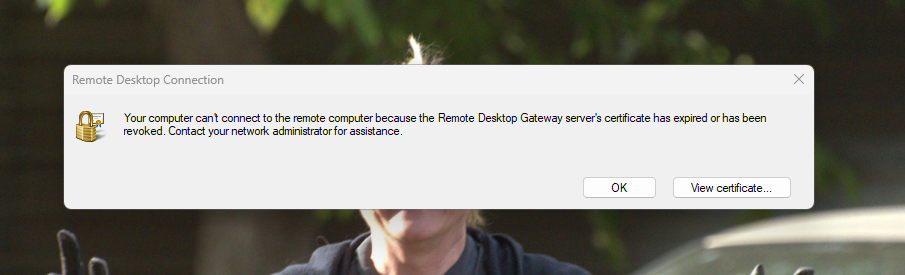 Remote Desktop Connection
Your computer can't connect to the remote computer because the Remote Desktop Gateway server's certificate has expired or has been
revoked. Contact your network administrator for assistance.
OK
View certificate...